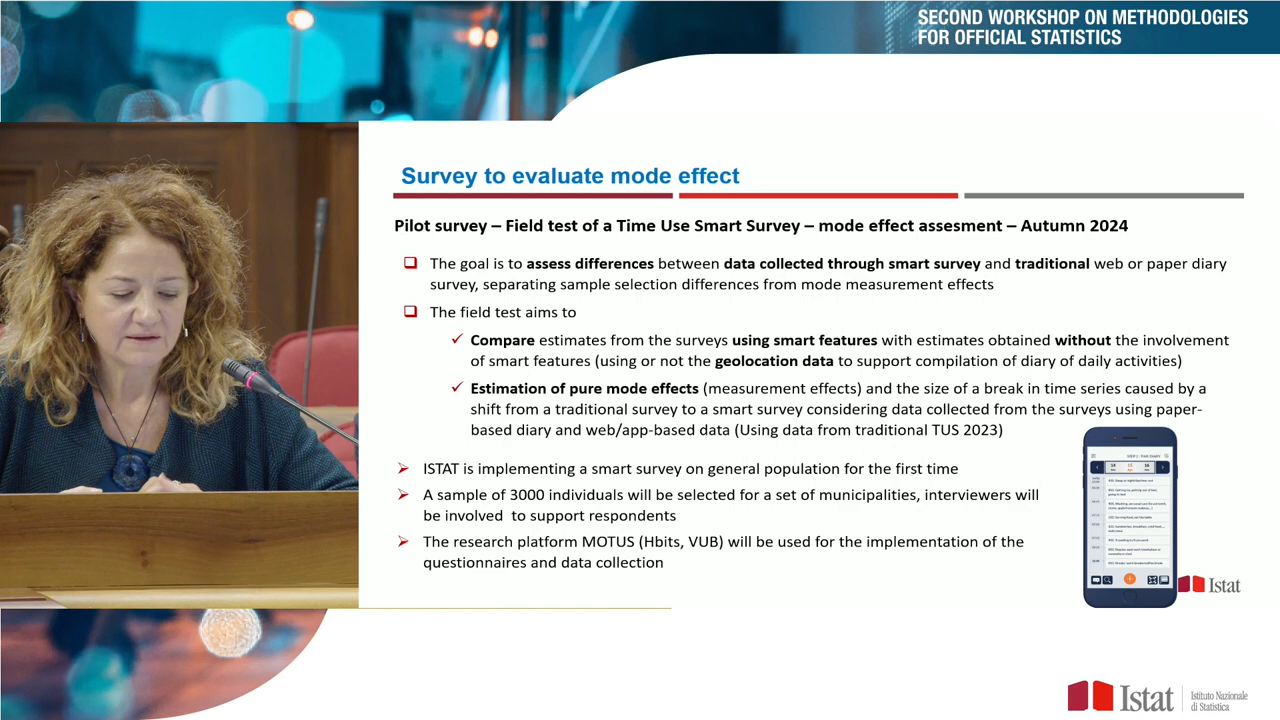 SECOND WORKSHOP ON METHODOLOGIES
FOR OFFICIAL STATISTICS
Survey to evaluate mode effect
Pilot survey – Field test of a Time Use Smart Survey – mode effect assesment – Autumn 2024
The goal is to assess differences between data collected through smart survey and traditional web or paper diary
survey, separating sample selection differences from mode measurement effects
The field test aims to
Compare estimates from the surveys using smart features with estimates obtained without the involvement
of smart features (using or not the geolocation data to support compilation of diary of daily activities)
Estimation of pure mode effects (measurement effects) and the size of a break in time series caused by a
shift from a traditional survey to a smart survey considering data collected from the surveys using paper-
based diary and web/app-based data (Using data from traditional TUS 2023)
ISTAT is implementing a smart survey on general population for the first time
A sample of 3000 individuals will be selected for a set of municipalities, interviewers will
be involved to support respondents
The research platform MOTUS (Hbits, VUB) will be used for the implementation of the
questionnaires and data collection
Istat
Istat
Istituto Nazionale
di Statistica